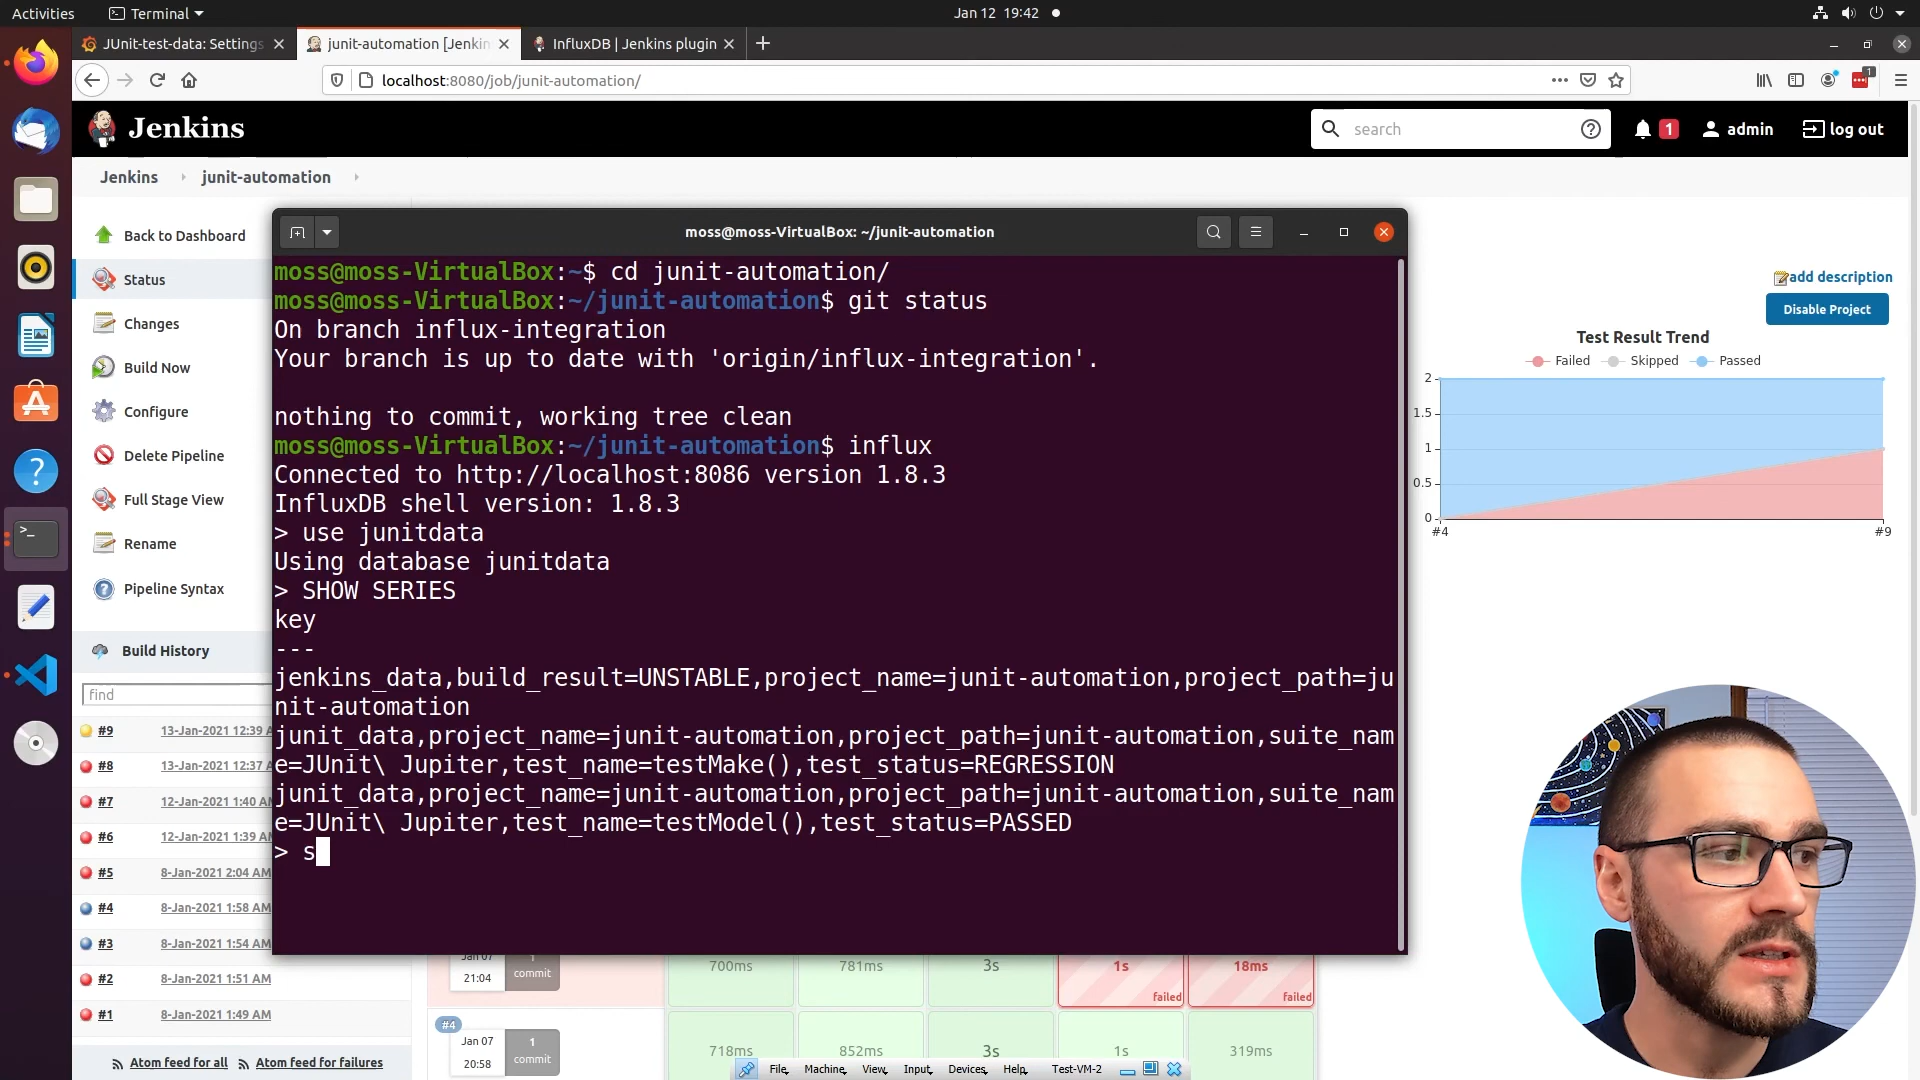 Activities
Terminal
Jan 12 19:42
JUnit-test-data: Settings
junit-automation [Jenkin
InfluxDB | Jenkins plugin
localhost:8080/job/junit-automation/
1
Jenkins
search
1
admin
log out
Jenkins
junit-automation
Back to Dashboard
Status
Changes
Build Now
Configure
Delete Pipeline
Full Stage View
Rename
Pipeline Syntax
Build History
find
#9 13-Jan-2021 12:39 A
#8 13-Jan-2021 12:37 A
#7 12-Jan-2021 1:40 AM
#6 12-Jan-2021 1:39 AM
#5 8-Jan-2021 2:04 AM
#4 8-Jan-2021 1:58 AM
#3 8-Jan-2021 1:54 AM
#2 8-Jan-2021 1:51 AM
#1 8-Jan-2021 1:49 AM
Atom feed for all Atom feed for failures
moss@moss-VirtualBox: ~/junit-automation
moss@moss-VirtualBox:~$ cd junit-automation/
moss@moss-VirtualBox:~/junit-automation$ git status
On branch influx-integration
Your branch is up to date with 'origin/influx-integration'.
nothing to commit, working tree clean
moss@moss-VirtualBox:~/junit-automation$ influx
Connected to http://localhost:8086 version 1.8.3
InfluxDB shell version: 1.8.3
> use junitdata
Using database junitdata
> SHOW SERIES
key
---
jenkins_data,build_result=UNSTABLE,project_name=junit-automation,project_path=ju
nit-automation
junit_data,project_name=junit-automation,project_path=junit-automation,suite_nam
e=JUnit\ Jupiter,test_name=testMake(),test_status=REGRESSION
junit_data,project_name=junit-automation,project_path=junit-automation,suite_nam
e=JUnit\ Jupiter,test_name=testModel(),test_status=PASSED
> s
add description
Disable Project
Test Result Trend
Failed Skipped Passed
2
1.5
1
0.5
0
#4 #9
Jan 07
21:04
1
commit
700ms 781ms 3s 1s 18ms
failed failed
#4
Jan 07
20:58
1
commit
718ms 852ms 3s 1s 319ms
File Machine View Input Devices Help Test-VM-2